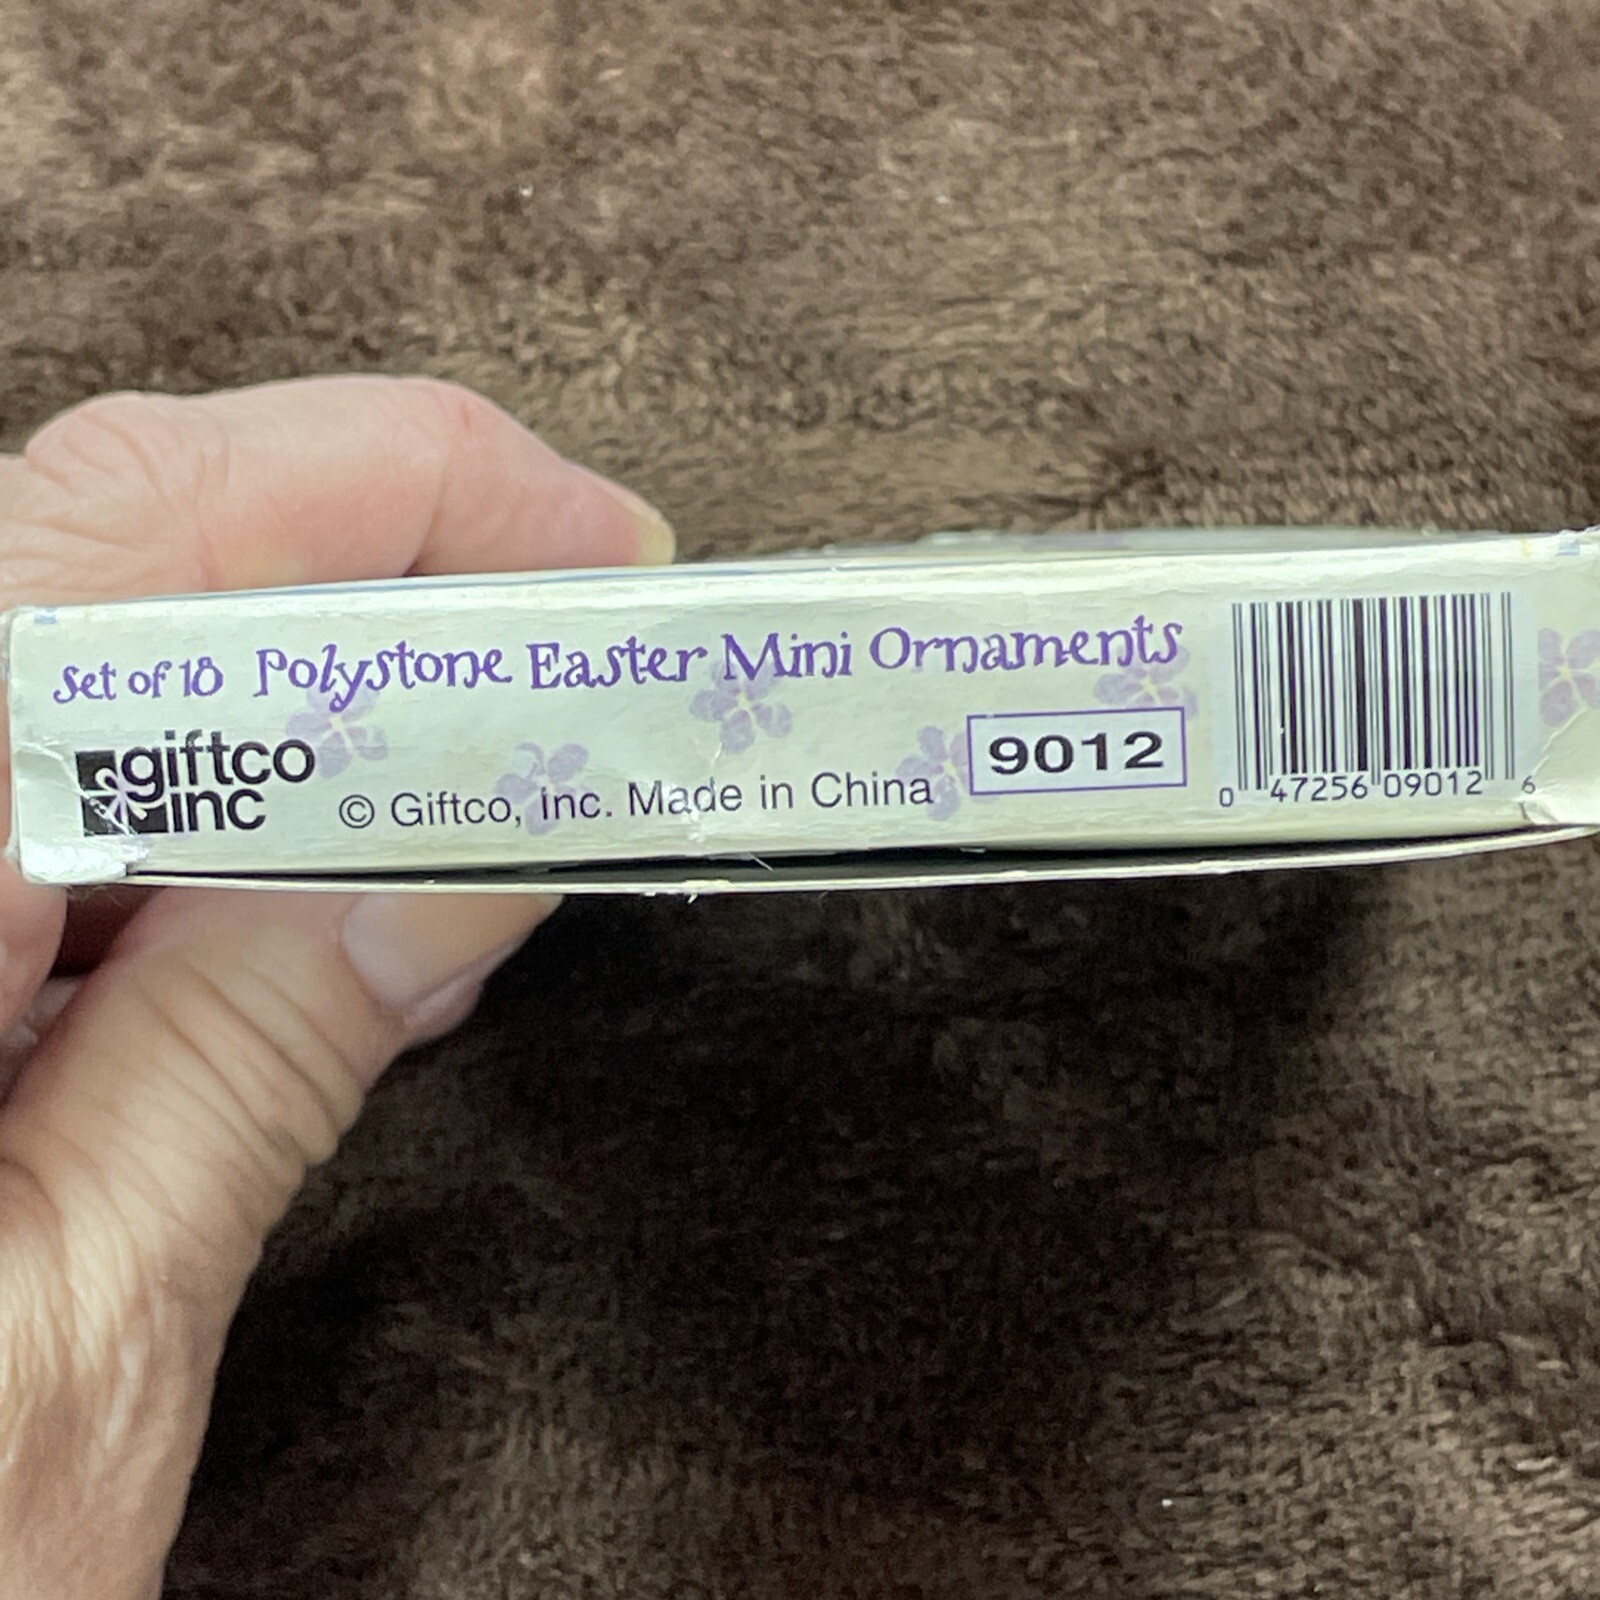 Set of 18 Polystone Easter Mini Ornaments
giftco
inc
© Giftco, Inc. Made in China
9012
0 47256 09012 6